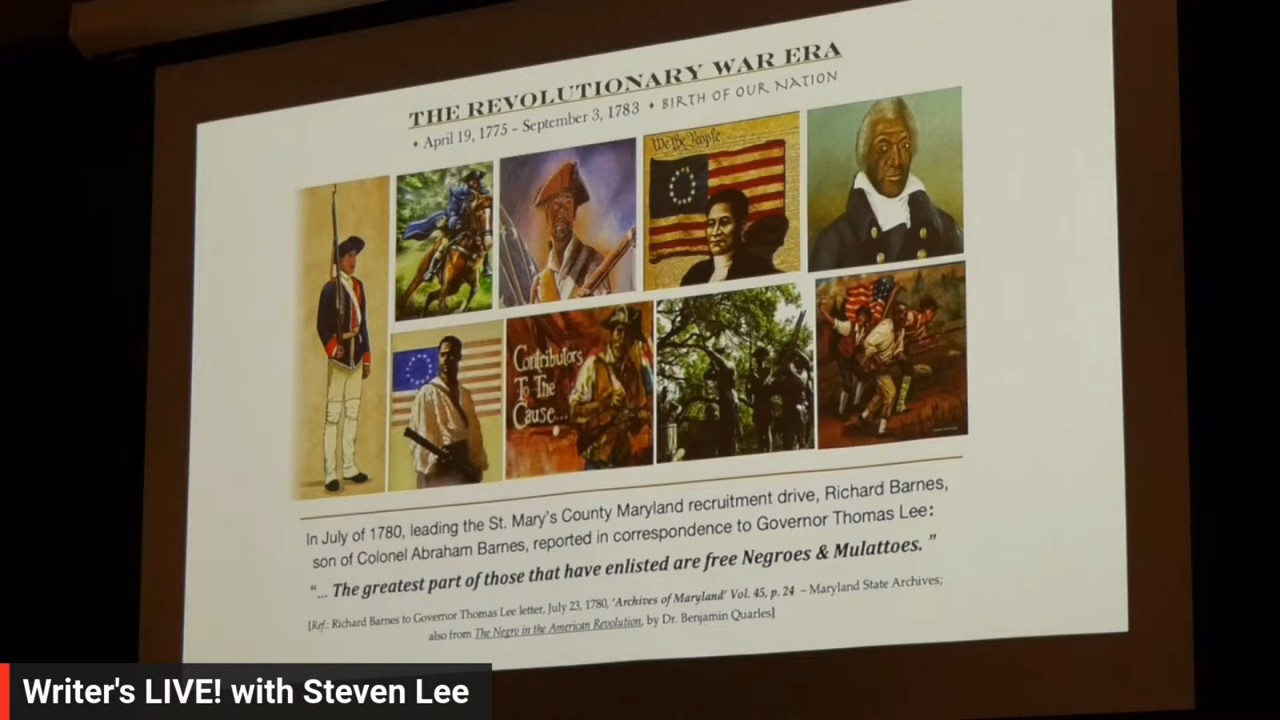 THE REVOLUTIONARY WAR ERA
• April 19, 1775 – September 3, 1783 • BIRTH OF OUR NATION
We the People
Contributors
To The
Cause...
In July of 1780, leading the St. Mary's County Maryland recruitment drive, Richard Barnes,
son of Colonel Abraham Barnes, reported in correspondence to Governor Thomas Lee:
"... The greatest part of those that have enlisted are free Negroes & Mulattoes. "
[Ref.: Richard Barnes to Governor Thomas Lee letter, July 23, 1780, 'Archives of Maryland' Vol. 45, p. 24 – Maryland State Archives;
also from The Negro in the American Revolution, by Dr. Benjamin Quarles]
Writer's LIVE! with Steven Lee